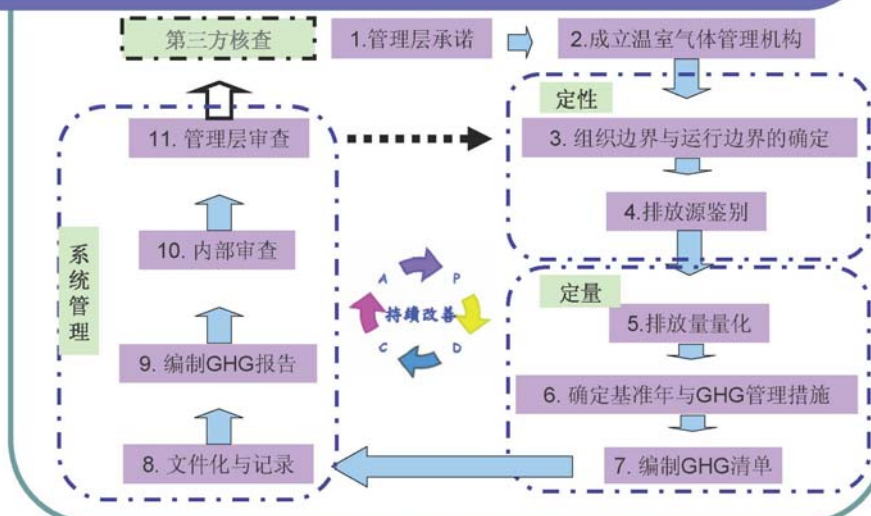 第三方核查
1.管理层承诺
2.成立温室气体管理机构
定性
3. 组织边界与运行边界的确定
4.排放源鉴别
定量
5.排放量量化
6. 确定基准年与GHG管理措施
7. 编制GHG清单
8. 文件化与记录
9. 编制GHG报告
10. 内部审查
11. 管理层审查
系统管理
A
P
持续改善
C
D